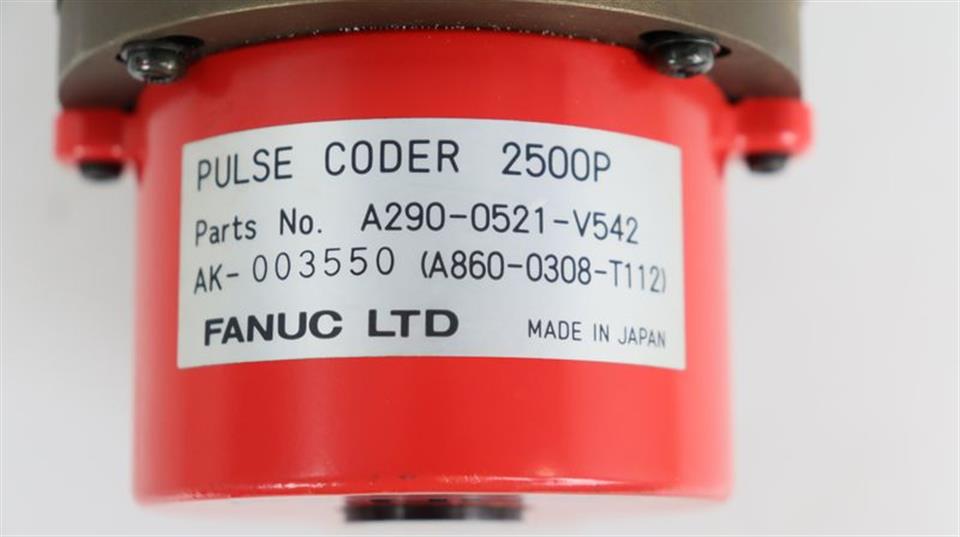 PULSE CODER 2500P
Parts No. A290-0521-V542
AK-003550 (A860-0308-T112)
FANUC LTD MADE IN JAPAN